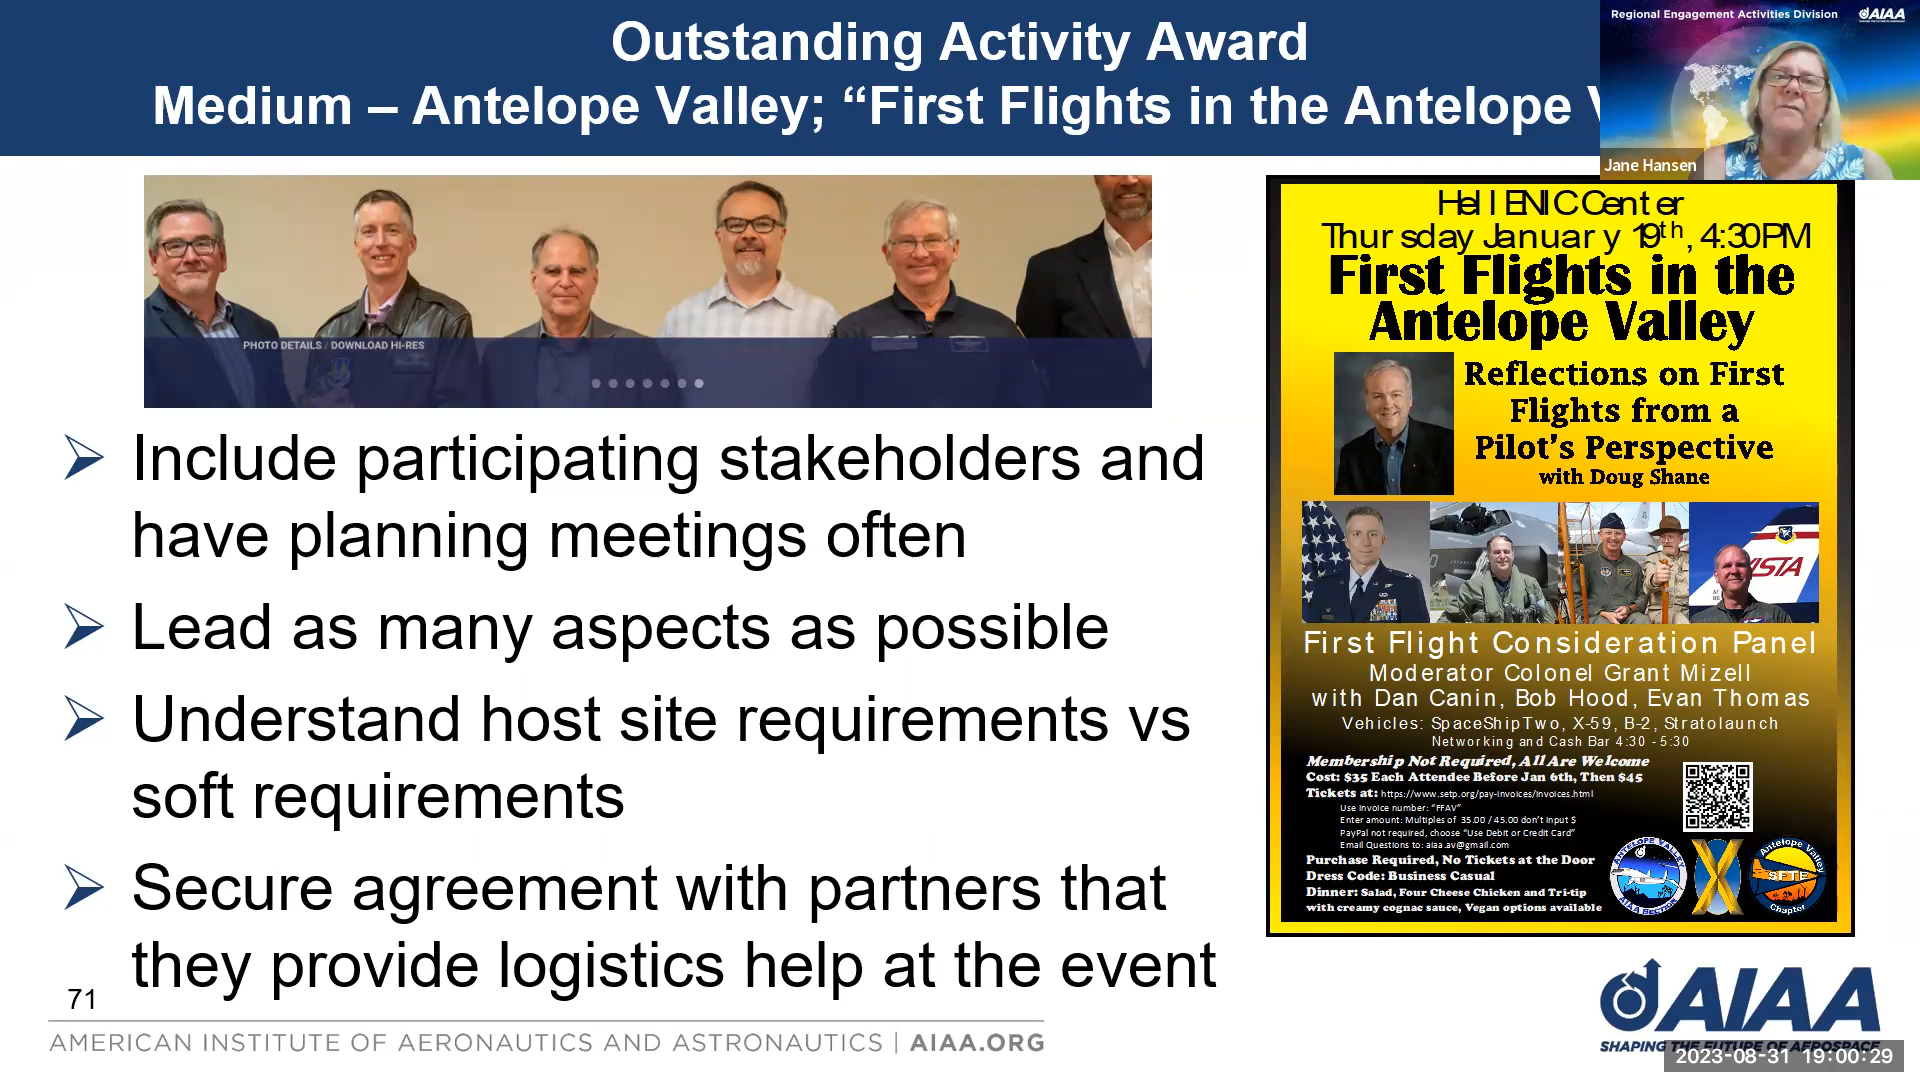 Outstanding Activity Award
Medium – Antelope Valley; “First Flights in the Antelope V
Regional Engagement Activities Division
AIAA
Jane Hansen
PHOTO DETAILS / DOWNLOAD HI-RES
Include participating stakeholders and
have planning meetings often
Lead as many aspects as possible
Understand host site requirements vs
soft requirements
Secure agreement with partners that
they provide logistics help at the event
HellENIC Center
Thursday January 19th, 4:30PM
First Flights in the
Antelope Valley
Reflections on First
Flights from a
Pilot’s Perspective
with Doug Shane
First Flight Consideration Panel
Moderator Colonel Grant Mizell
with Dan Canin, Bob Hood, Evan Thomas
Vehicles: SpaceShipTwo, X-59, B-2, Stratolaunch
Networking and Cash Bar 4:30 - 5:30
Membership Not Required, All Are Welcome
Cost: $35 Each Attendee Before Jan 6th, Then $45
Tickets at: https://www.setp.org/pay-invoices/invoices.html
Use invoice number: “FFAV”
Enter amount: Multiples of 35.00 / 45.00 don’t input $
PayPal not required, choose “Use Debit or Credit Card”
Email Questions to: aiaa.av@gmail.com
Purchase Required, No Tickets at the Door
Dress Code: Business Casual
Dinner: Salad, Four Cheese Chicken and Tri-tip
with creamy cognac sauce, Vegan options available
ANTELOPE VALLEY
AIAA SECTION
X
Antelope Valley
SFTE
Chapter
71
AMERICAN INSTITUTE OF AERONAUTICS AND ASTRONAUTICS | AIAA.ORG
AIAA
SHAPING THE FUTURE OF AEROSPACE
2023-08-31 19:00:29